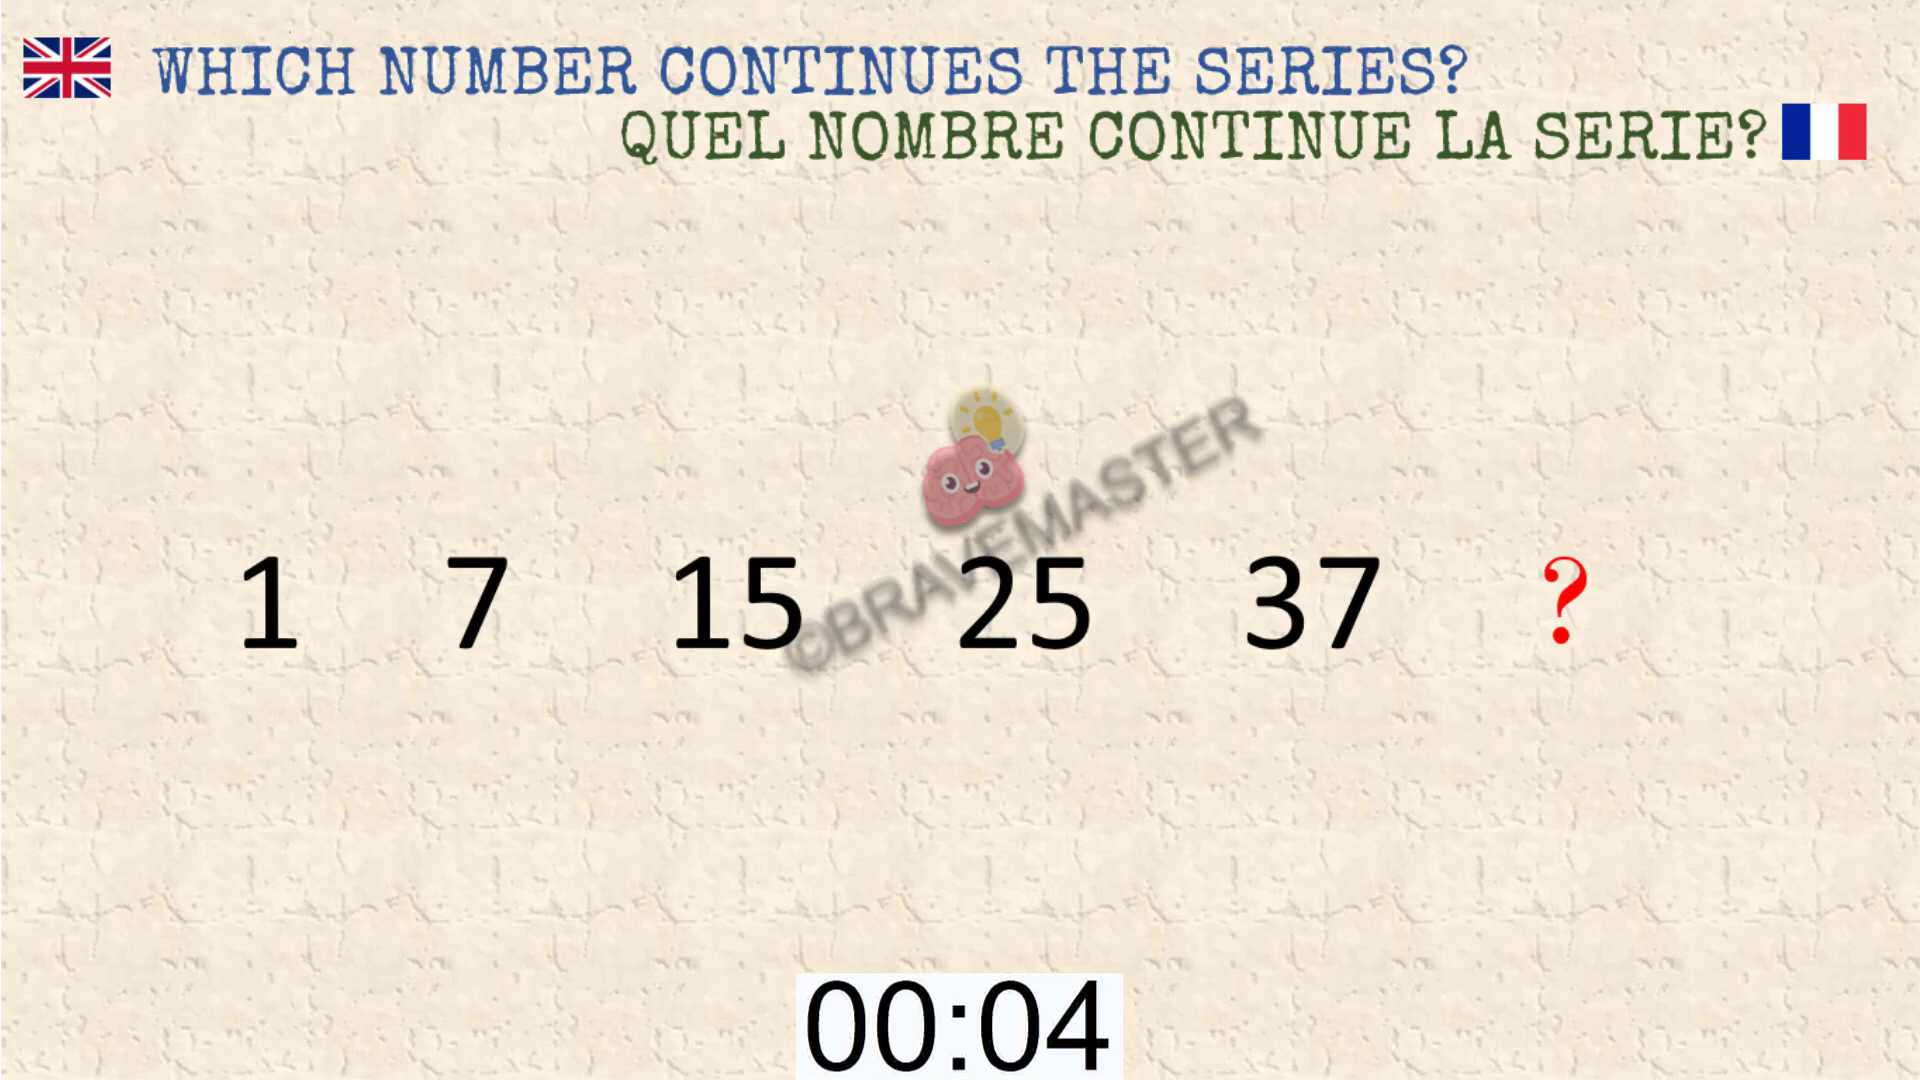 WHICH NUMBER CONTINUES THE SERIES?
QUEL NOMBRE CONTINUE LA SERIE?
©BRAVEMASTER
1 7 15 25 37 ?
00:04